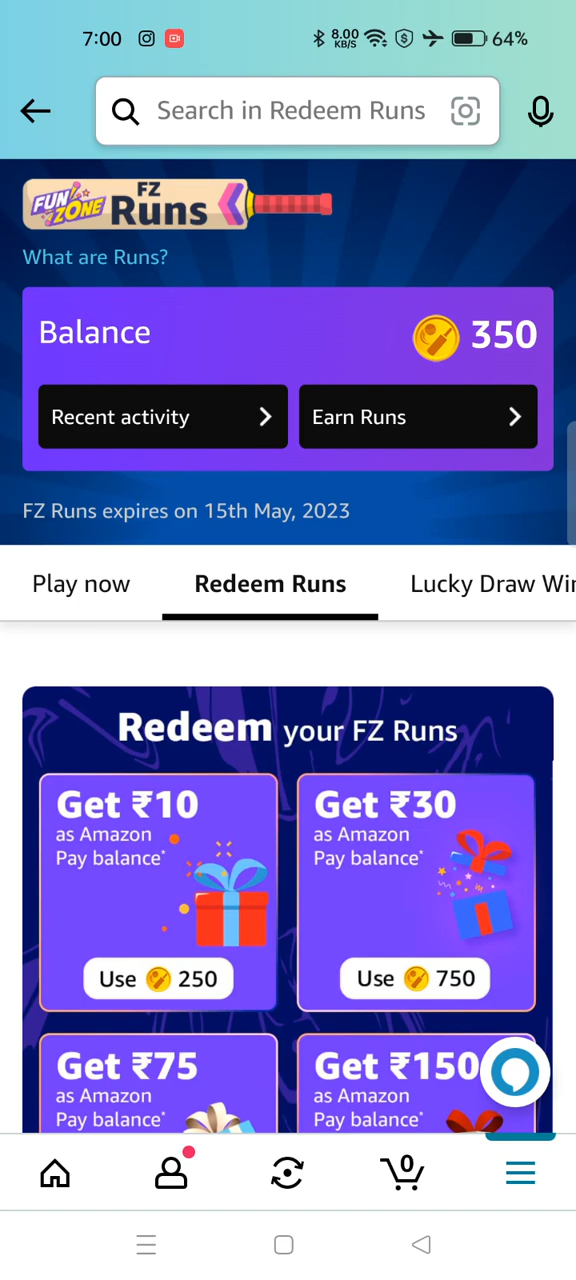 7:00
8.00
KB/S
64%
Search in Redeem Runs
FUN ZONE
FZ
Runs
What are Runs?
Balance
350
Recent activity
Earn Runs
FZ Runs expires on 15th May, 2023
Play now
Redeem Runs
Lucky Draw Win
Redeem your FZ Runs
Get ₹10
as Amazon
Pay balance*
Use 250
Get ₹30
as Amazon
Pay balance*
Use 750
Get ₹75
as Amazon
Pay balance*
Get ₹150
as Amazon
Pay balance*
0